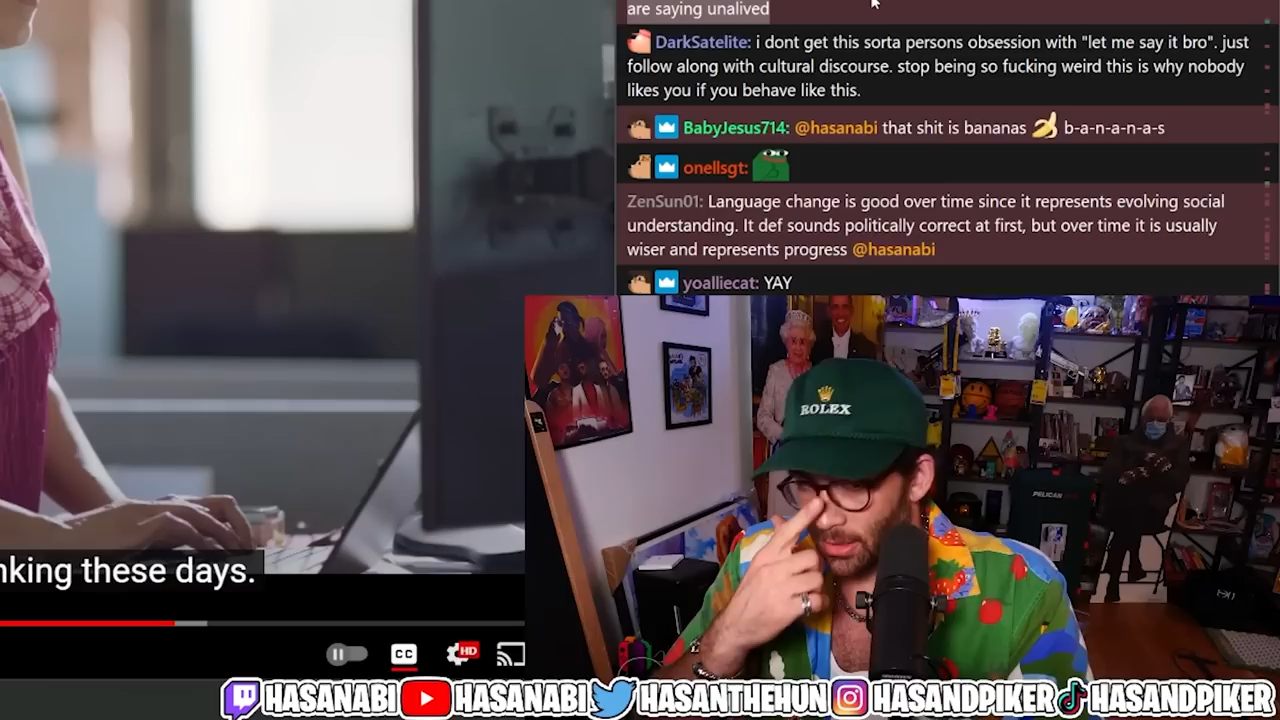 are saying unalived
DarkSatelite: i dont get this sorta persons obsession with "let me say it bro". just
follow along with cultural discourse. stop being so fucking weird this is why nobody
likes you if you behave like this.
BabyJesus714: @hasanabi that shit is bananas 🍌 b-a-n-a-n-a-s
onellsgt:
ZenSun01: Language change is good over time since it represents evolving social
understanding. It def sounds politically correct at first, but over time it is usually
wiser and represents progress @hasanabi
yoalliecat: YAY
ROLEX
PELICAN
nking these days.
CC
HD
HASANABI HASANABI HASANTHEHUN HASANDPIKER HASANDPIKER